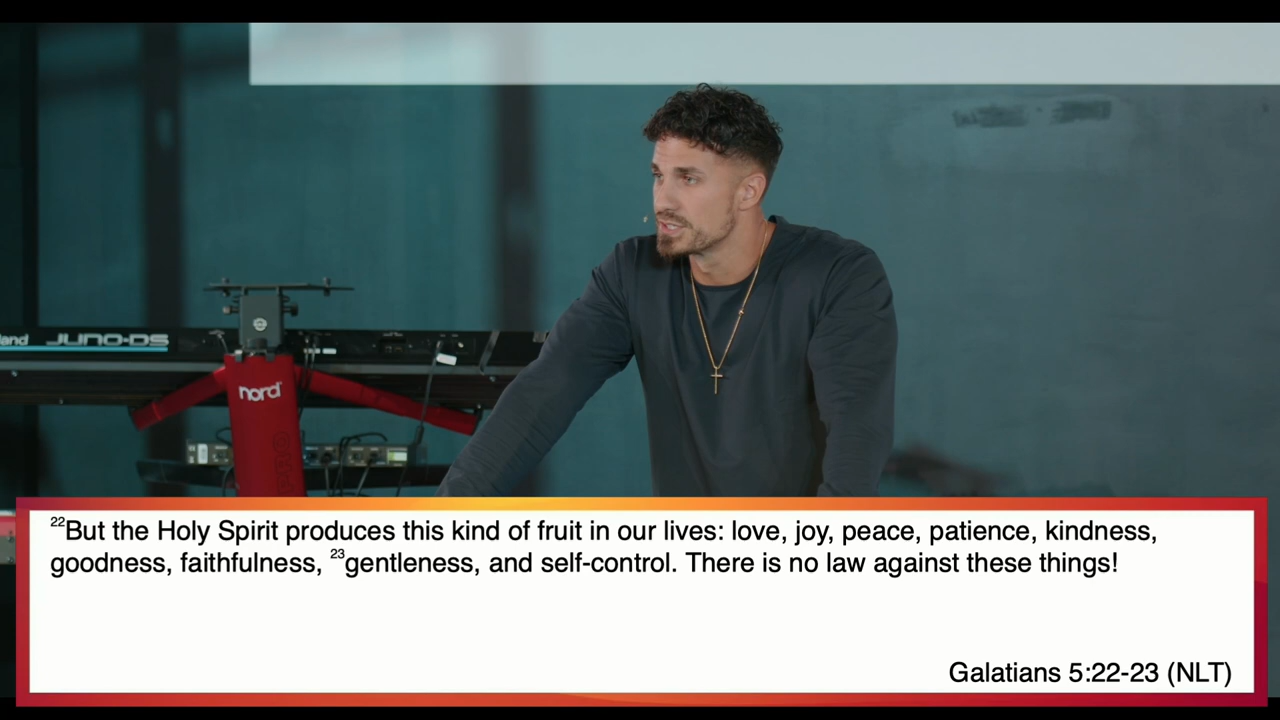 land JUNO-DS
nord
²²But the Holy Spirit produces this kind of fruit in our lives: love, joy, peace, patience, kindness,
goodness, faithfulness, ²³gentleness, and self-control. There is no law against these things!
Galatians 5:22-23 (NLT)